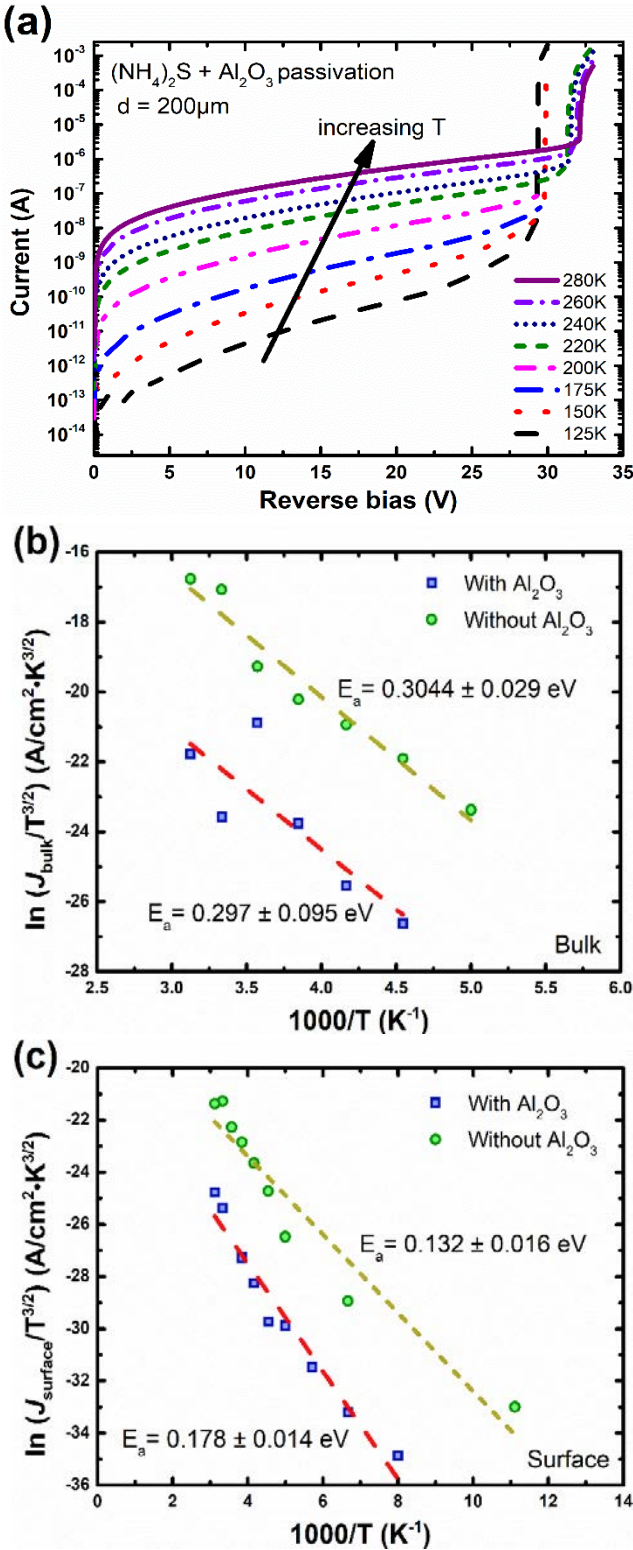 (a)
(NH₄)₂S + Al₂O₃ passivation
d = 200μm
increasing T
Current (A)
10⁻³
10⁻⁴
10⁻⁵
10⁻⁶
10⁻⁷
10⁻⁸
10⁻⁹
10⁻¹⁰
10⁻¹¹
10⁻¹²
10⁻¹³
10⁻¹⁴
280K
260K
240K
220K
200K
175K
150K
125K
0 5 10 15 20 25 30 35
Reverse bias (V)
(b)
With Al₂O₃
Without Al₂O₃
Eₐ= 0.3044 ± 0.029 eV
Eₐ= 0.297 ± 0.095 eV
Bulk
ln (J_bulk/T^3/2) (A/cm²•K^3/2)
-16
-18
-20
-22
-24
-26
-28
2.5 3.0 3.5 4.0 4.5 5.0 5.5 6.0
1000/T (K⁻¹)
(c)
With Al₂O₃
Without Al₂O₃
Eₐ= 0.132 ± 0.016 eV
Eₐ= 0.178 ± 0.014 eV
Surface
ln (J_surface/T^3/2) (A/cm²•K^3/2)
-20
-22
-24
-26
-28
-30
-32
-34
-36
0 2 4 6 8 10 12 14
1000/T (K⁻¹)